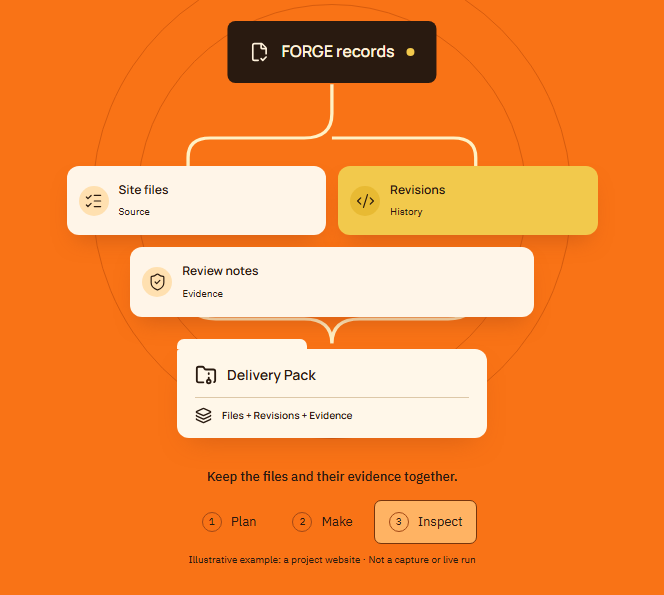 FORGE records
Site files
Source
Revisions
History
Review notes
Evidence
Delivery Pack
Files + Revisions + Evidence
Keep the files and their evidence together.
1 Plan
2 Make
3 Inspect
Illustrative example: a project website · Not a capture or live run